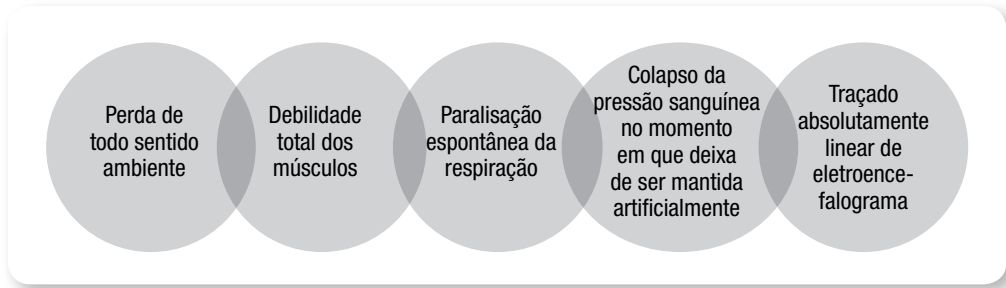 Perda de
todo sentido
ambiente
Debilidade
total dos
músculos
Paralisação
espontânea da
respiração
Colapso da
pressão sanguínea
no momento
em que deixa
de ser mantida
artificialmente
Traçado
absolutamente
linear de
eletroence-
falograma